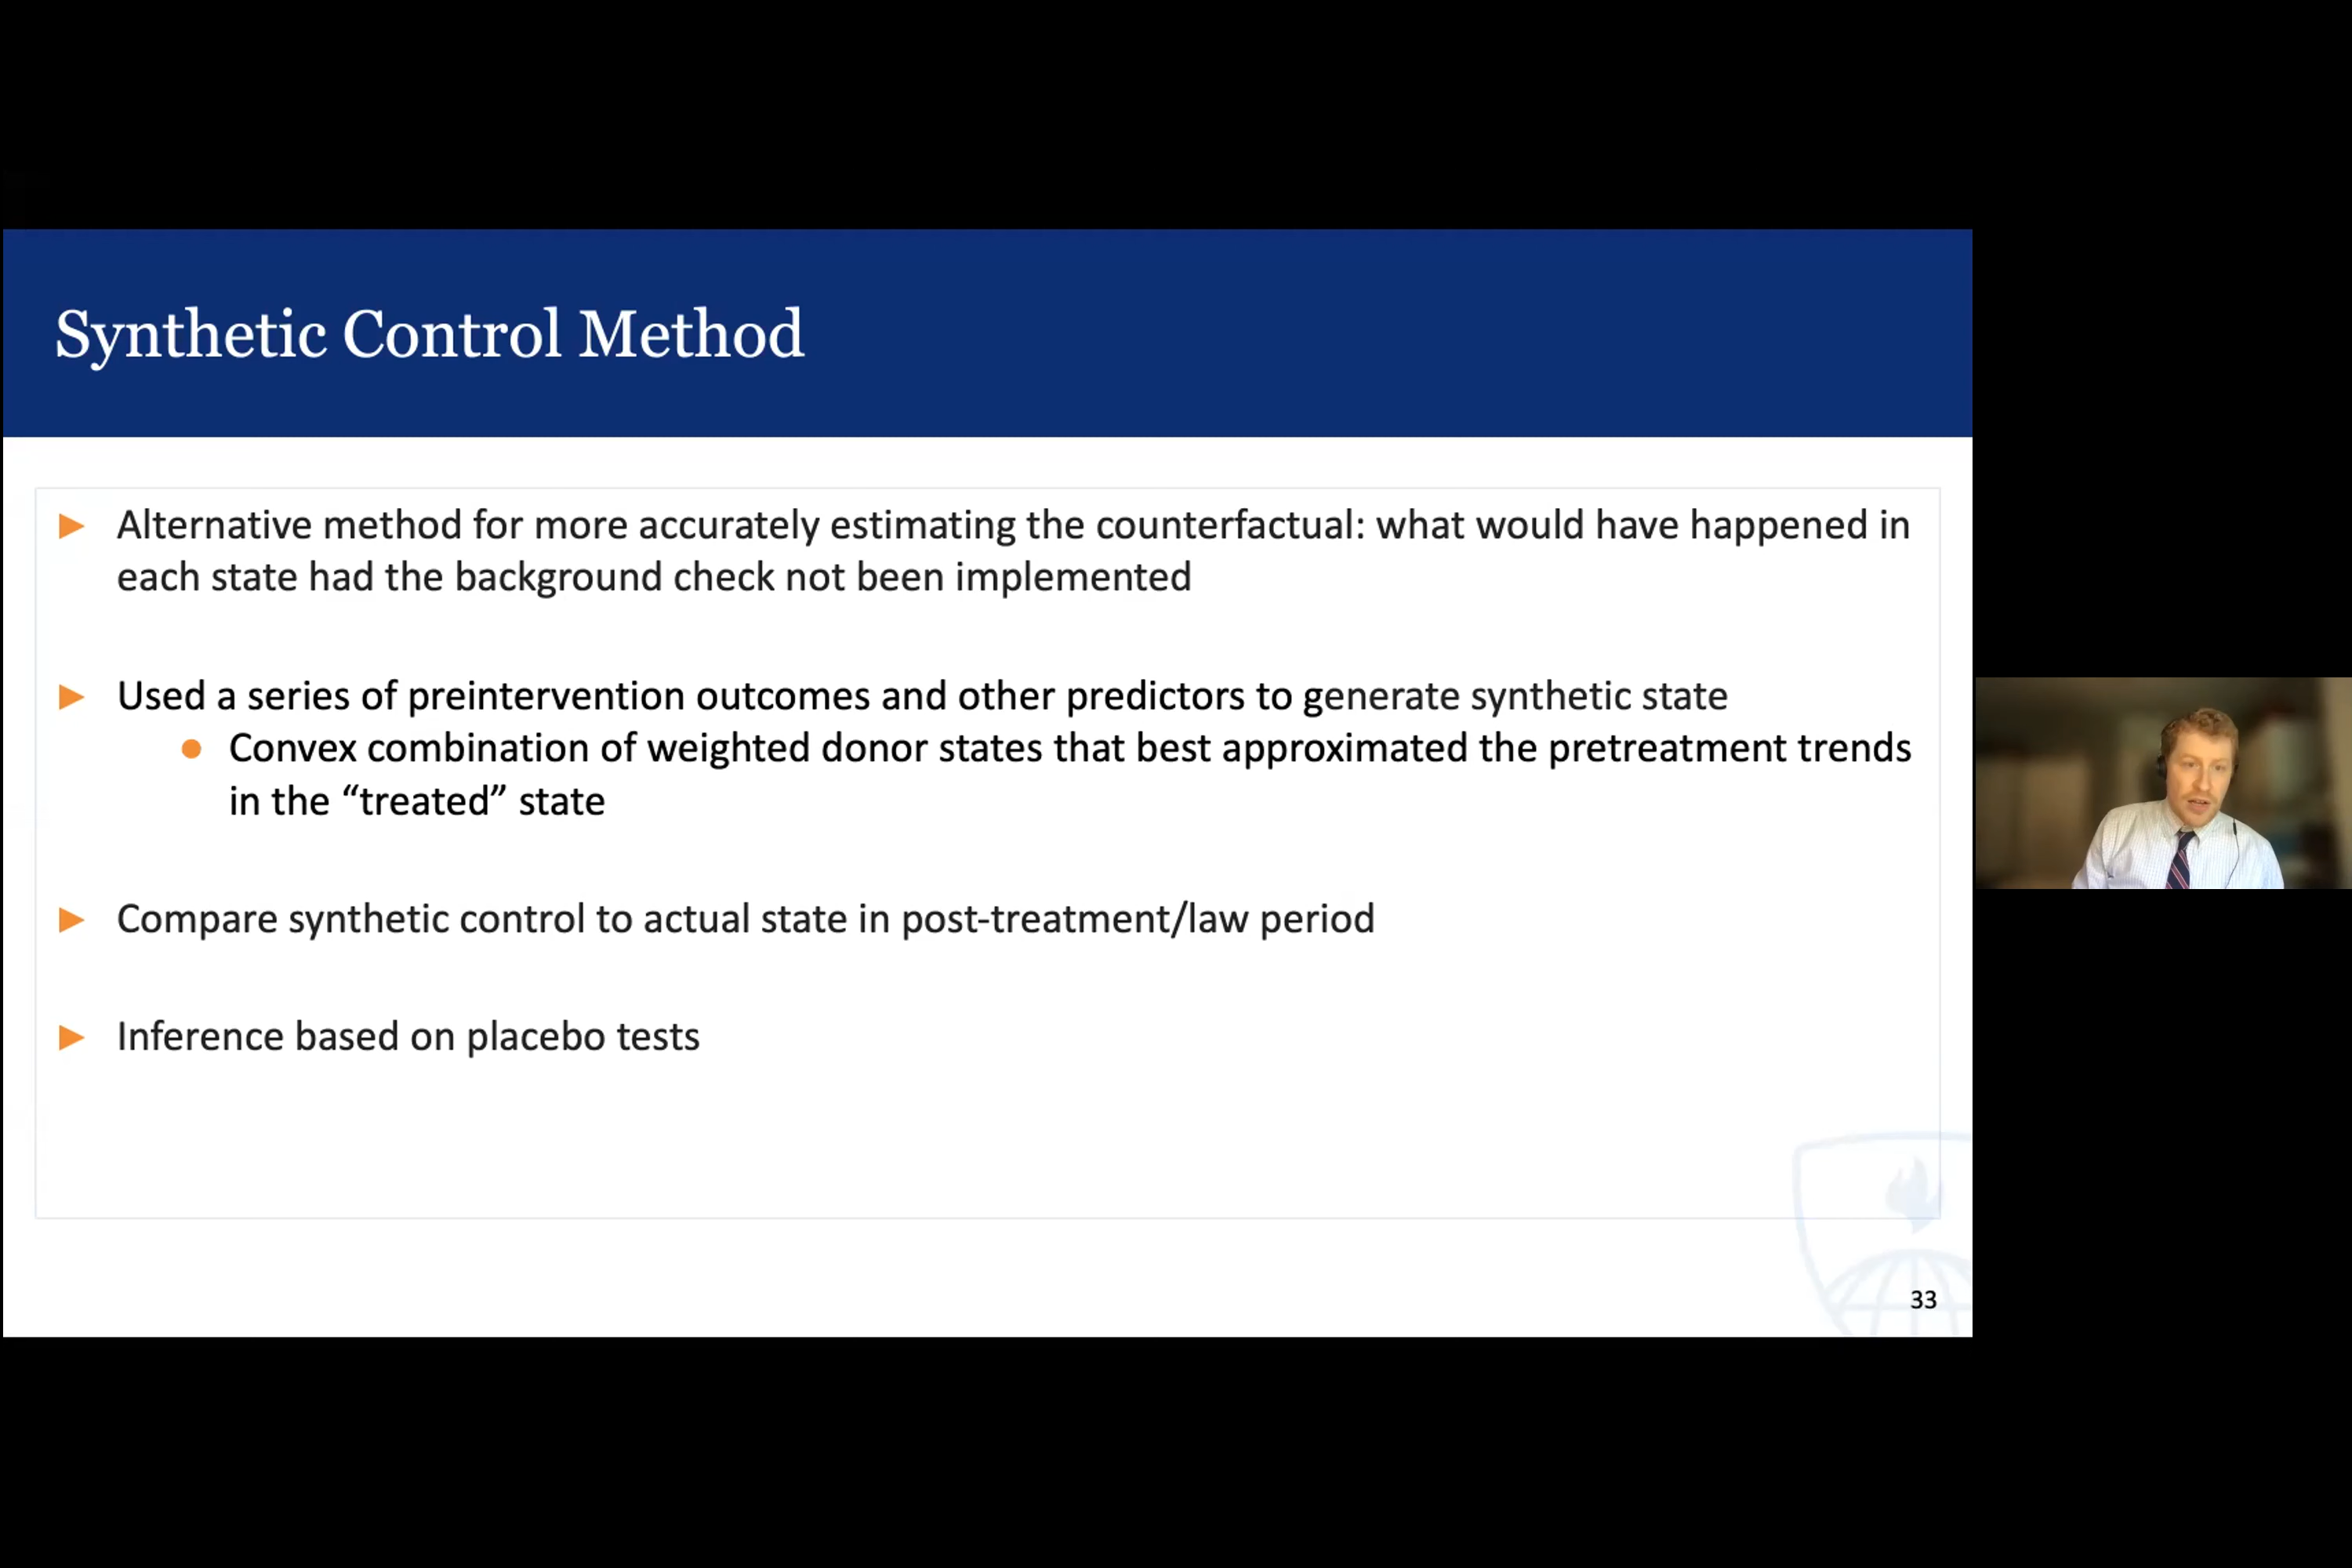 Synthetic Control Method
Alternative method for more accurately estimating the counterfactual: what would have happened in
each state had the background check not been implemented
Used a series of preintervention outcomes and other predictors to generate synthetic state
Convex combination of weighted donor states that best approximated the pretreatment trends
in the “treated” state
Compare synthetic control to actual state in post-treatment/law period
Inference based on placebo tests
33